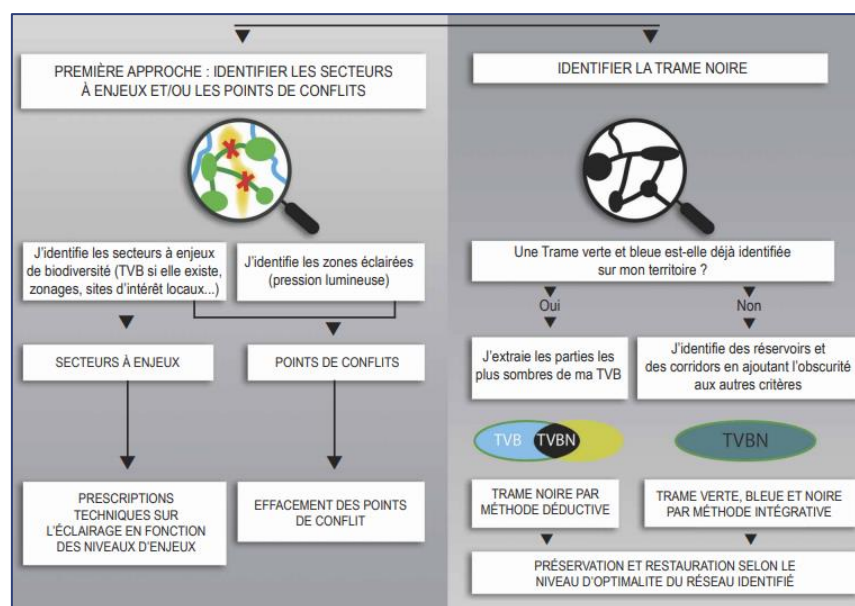 PREMIÈRE APPROCHE : IDENTIFIER LES SECTEURS
À ENJEUX ET/OU LES POINTS DE CONFLITS
J'identifie les secteurs à enjeux
de biodiversité (TVB si elle existe,
zonages, sites d'intérêt locaux...)
J'identifie les zones éclairées
(pression lumineuse)
SECTEURS À ENJEUX
POINTS DE CONFLITS
PRESCRIPTIONS
TECHNIQUES SUR
L'ÉCLAIRAGE EN FONCTION
DES NIVEAUX D'ENJEUX
EFFACEMENT DES POINTS
DE CONFLIT
IDENTIFIER LA TRAME NOIRE
Une Trame verte et bleue est-elle déjà identifiée
sur mon territoire ?
Oui
Non
J'extraie les parties les
plus sombres de ma TVB
J'identifie des réservoirs et
des corridors en ajoutant l'obscurité
aux autres critères
TVB
TVBN
TVBN
TRAME NOIRE PAR
MÉTHODE DÉDUCTIVE
TRAME VERTE, BLEUE ET NOIRE
PAR MÉTHODE INTÉGRATIVE
PRÉSERVATION ET RESTAURATION SELON LE
NIVEAU D'OPTIMALITE DU RÉSEAU IDENTIFIÉ